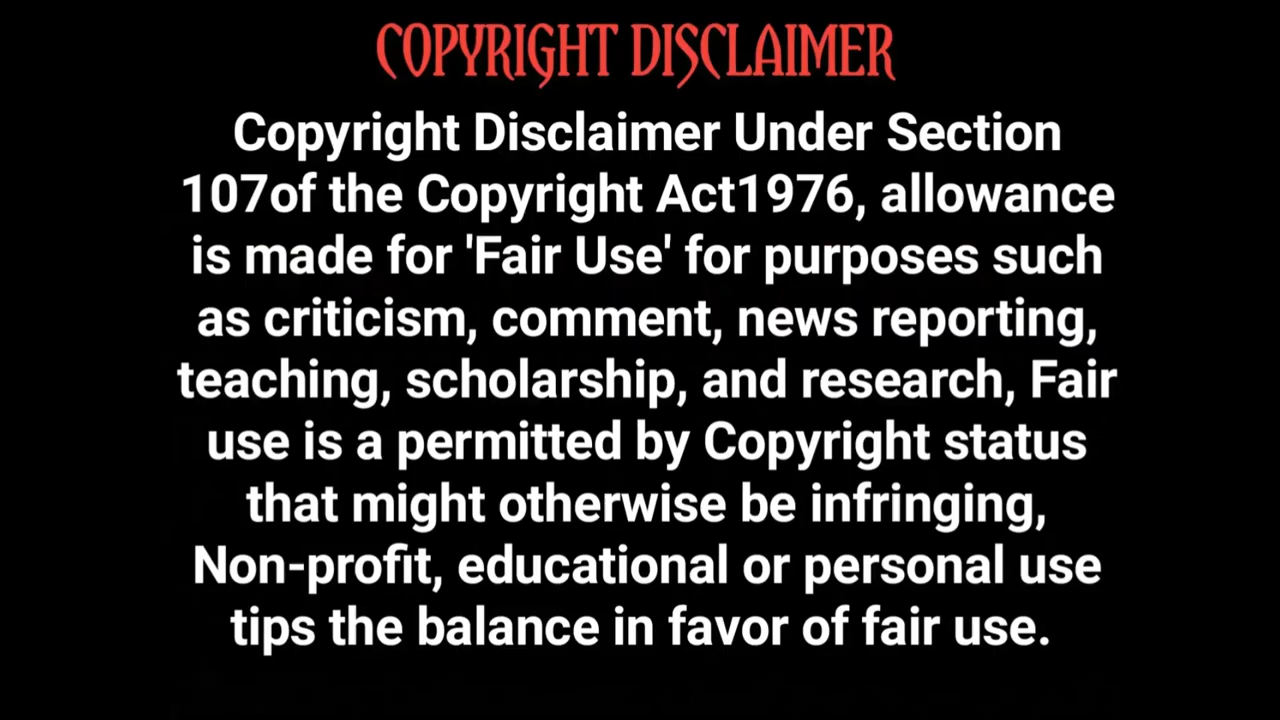 COPYRIGHT DISCLAIMER
Copyright Disclaimer Under Section
107of the Copyright Act1976, allowance
is made for 'Fair Use' for purposes such
as criticism, comment, news reporting,
teaching, scholarship, and research, Fair
use is a permitted by Copyright status
that might otherwise be infringing,
Non-profit, educational or personal use
tips the balance in favor of fair use.